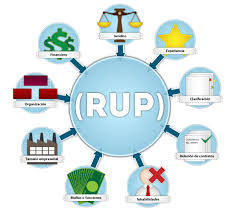 Jurídico
Financiero
Experiencia
Organización
(RUP)
Clasificación
Tamaño empresarial
Relación de contratos
Multas o Sanciones
Inhabilidades